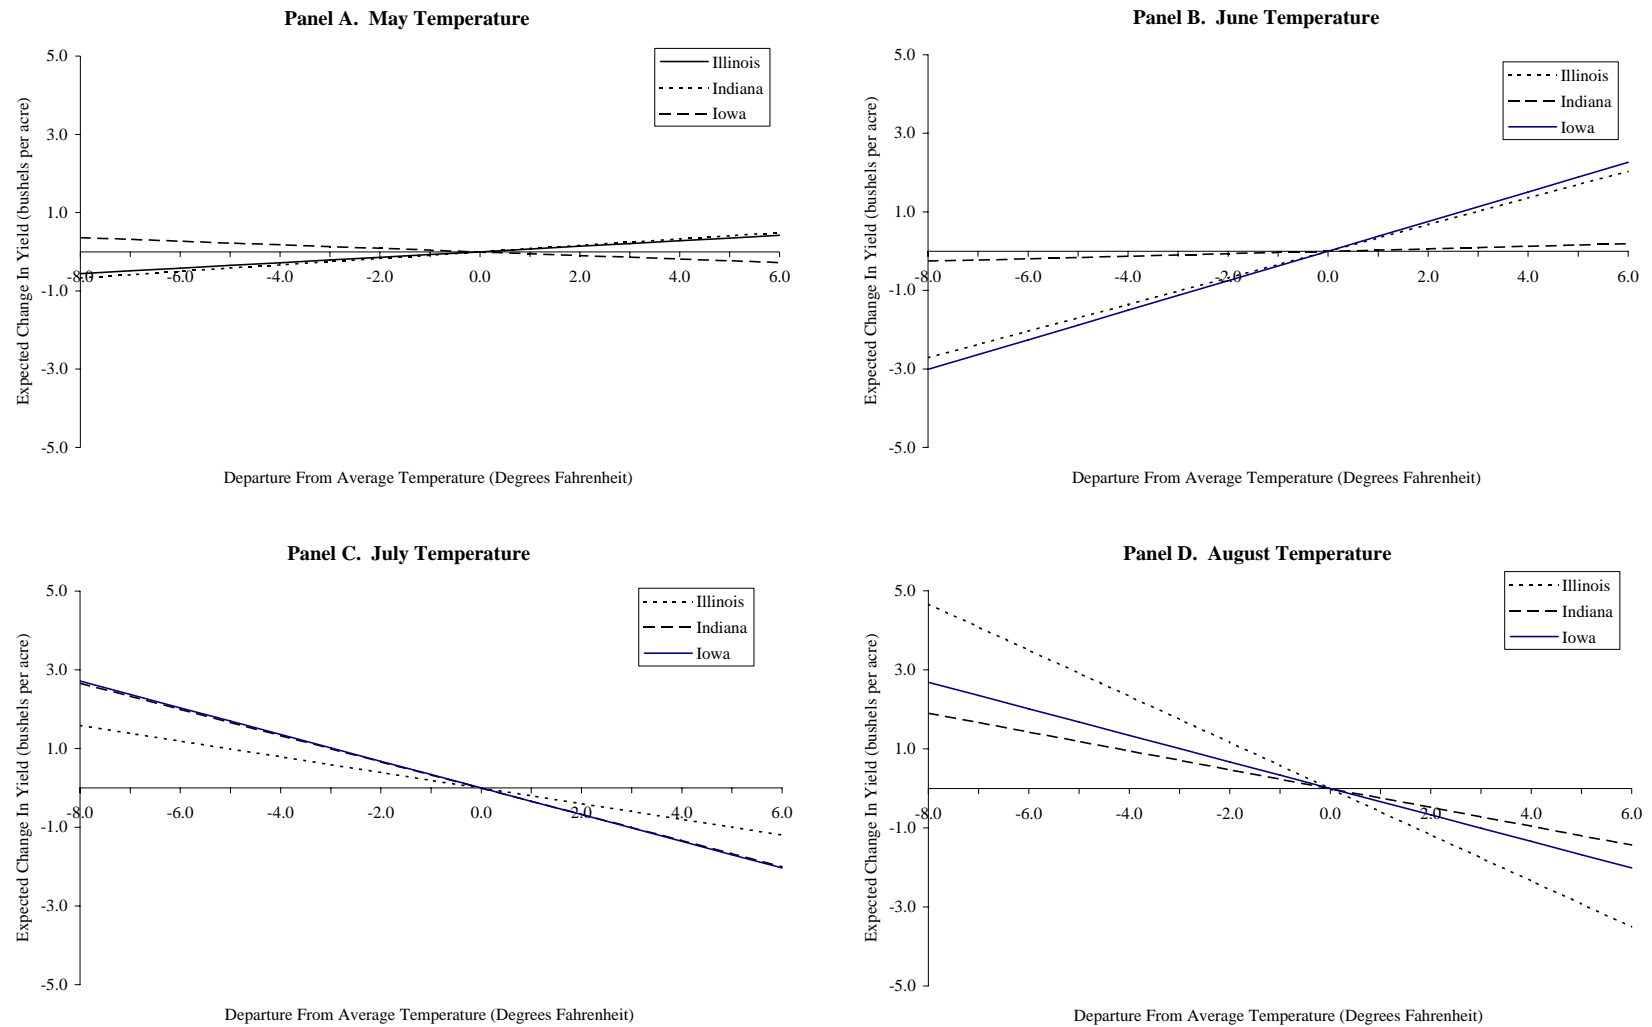 Panel A.  May Temperature
5.0
3.0
1.0
-1.0
-3.0
-5.0
-8.0
-6.0
-4.0
-2.0
0.0
2.0
4.0
6.0
Expected Change In Yield (bushels per acre)
Departure From Average Temperature (Degrees Fahrenheit)
Illinois
Indiana
Iowa
Panel B.  June Temperature
5.0
3.0
1.0
-1.0
-3.0
-5.0
-8.0
-6.0
-4.0
-2.0
0.0
2.0
4.0
6.0
Expected Change In Yield (bushels per acre)
Departure From Average Temperature (Degrees Fahrenheit)
Illinois
Indiana
Iowa
Panel C.  July Temperature
5.0
3.0
1.0
-1.0
-3.0
-5.0
-8.0
-6.0
-4.0
-2.0
0.0
2.0
4.0
6.0
Expected Change In Yield (bushels per acre)
Departure From Average Temperature (Degrees Fahrenheit)
Illinois
Indiana
Iowa
Panel D.  August Temperature
5.0
3.0
1.0
-1.0
-3.0
-5.0
-8.0
-6.0
-4.0
-2.0
0.0
2.0
4.0
6.0
Expected Change In Yield (bushels per acre)
Departure From Average Temperature (Degrees Fahrenheit)
Illinois
Indiana
Iowa